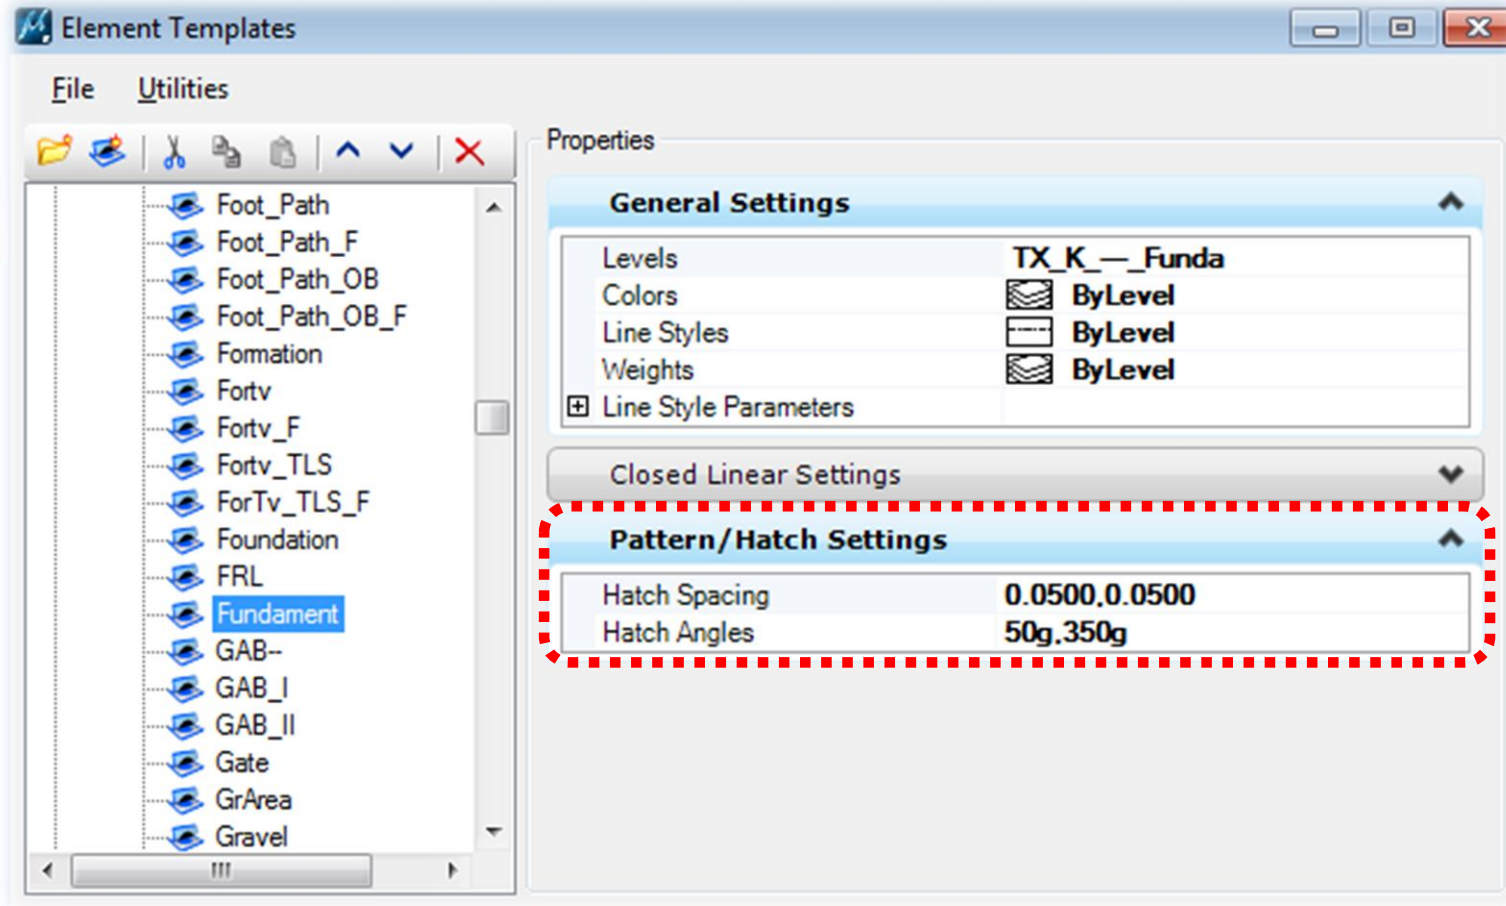 Element Templates
File Utilities
Properties
Foot_Path
Foot_Path_F
Foot_Path_OB
Foot_Path_OB_F
Formation
Fortv
Fortv_F
Fortv_TLS
ForTv_TLS_F
Foundation
FRL
Fundament
GAB--
GAB_I
GAB_II
Gate
GrArea
Gravel
General Settings
Levels TX_K_—_Funda
Colors ByLevel
Line Styles ByLevel
Weights ByLevel
Line Style Parameters
Closed Linear Settings
Pattern/Hatch Settings
Hatch Spacing 0.0500,0.0500
Hatch Angles 50g,350g